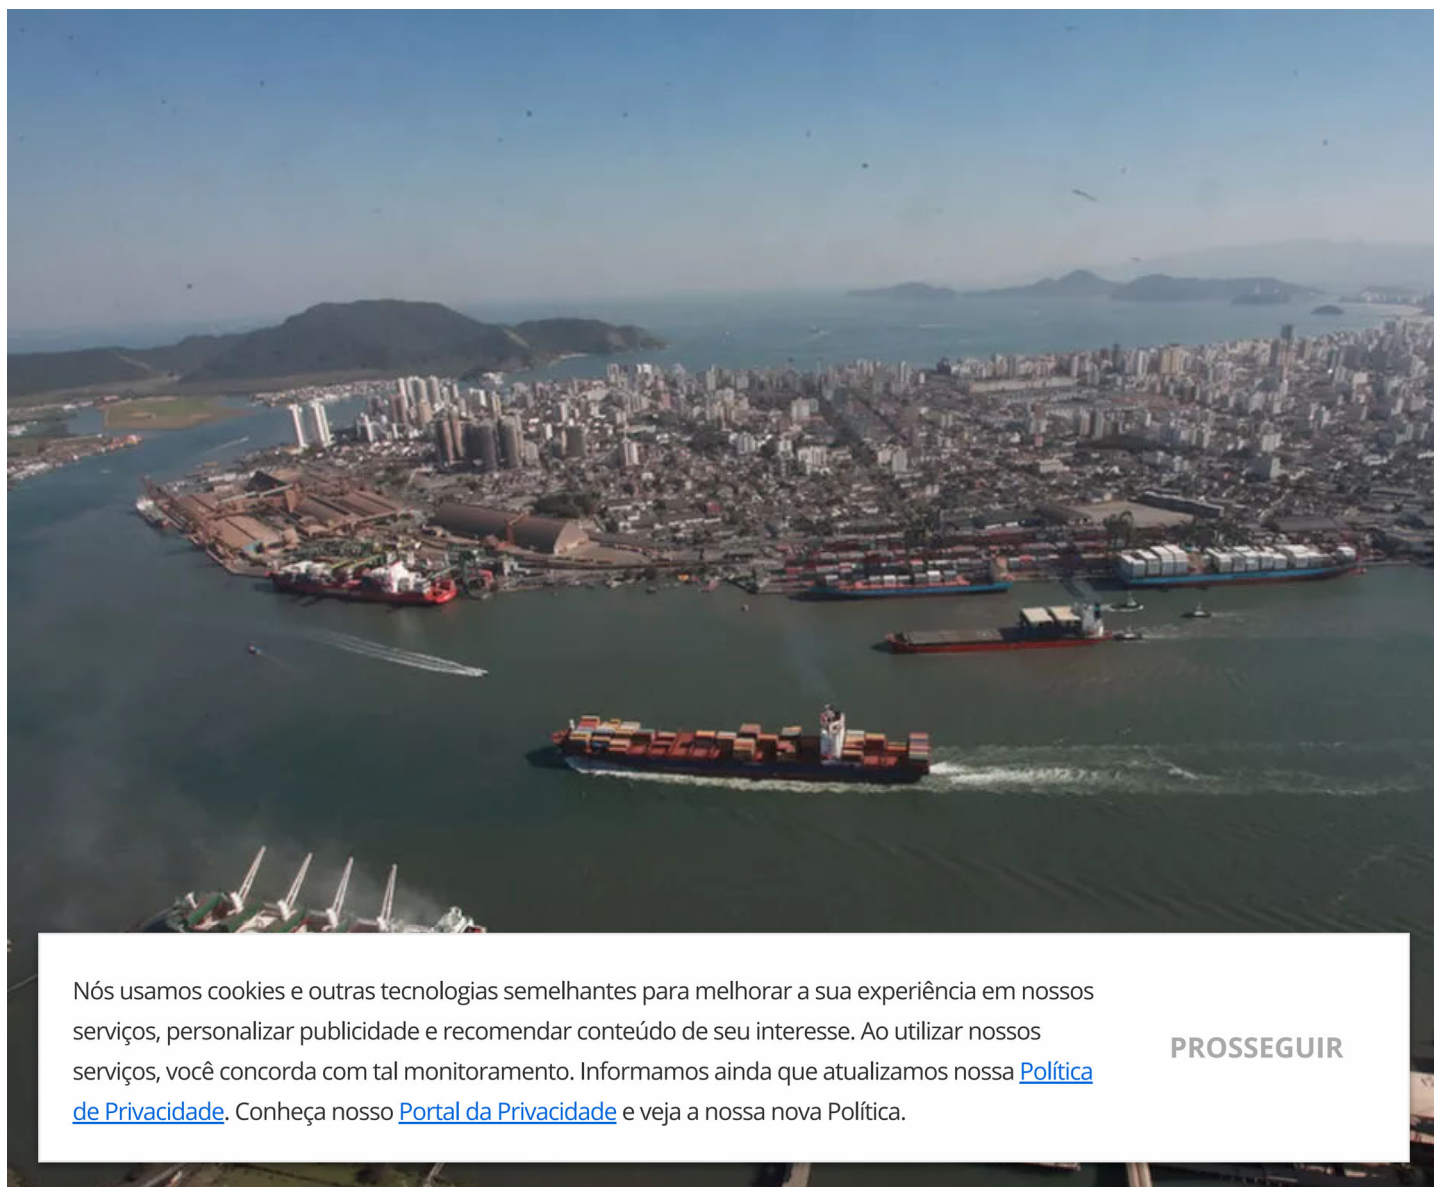 Nós usamos cookies e outras tecnologias semelhantes para melhorar a sua experiência em nossos
serviços, personalizar publicidade e recomendar conteúdo de seu interesse. Ao utilizar nossos
serviços, você concorda com tal monitoramento. Informamos ainda que atualizamos nossa Política
de Privacidade. Conheça nosso Portal da Privacidade e veja a nossa nova Política.
PROSSEGUIR